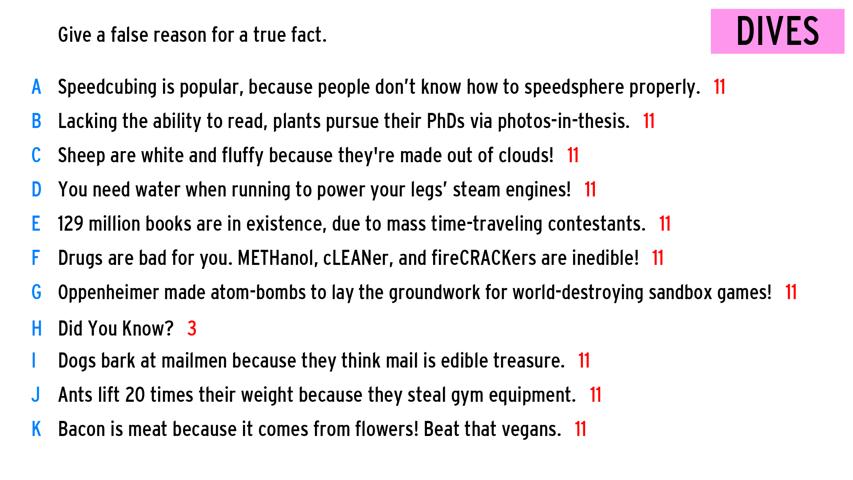 Give a false reason for a true fact.
DIVES
A Speedcubing is popular, because people don't know how to speedsphere properly. 11
B Lacking the ability to read, plants pursue their PhDs via photos-in-thesis. 11
C Sheep are white and fluffy because they're made out of clouds! 11
D You need water when running to power your legs' steam engines! 11
E 129 million books are in existence, due to mass time-traveling contestants. 11
F Drugs are bad for you. METHanol, cLEANer, and fireCRACKers are inedible! 11
G Oppenheimer made atom-bombs to lay the groundwork for world-destroying sandbox games! 11
H Did You Know? 3
I Dogs bark at mailmen because they think mail is edible treasure. 11
J Ants lift 20 times their weight because they steal gym equipment. 11
K Bacon is meat because it comes from flowers! Beat that vegans. 11